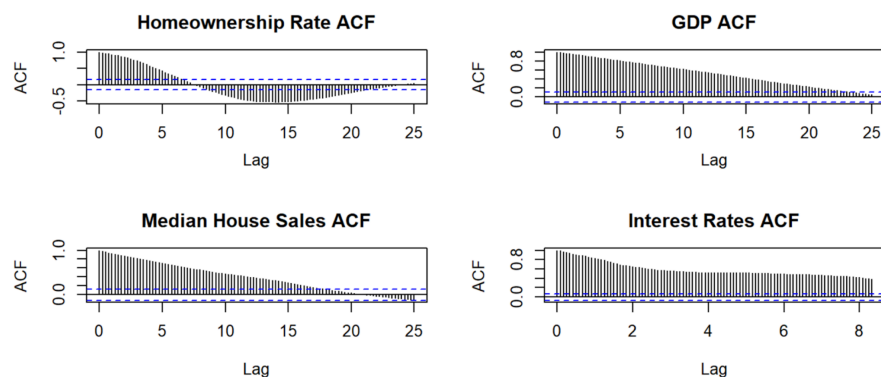 Homeownership Rate ACF
ACF
1.0
-0.5
0 5 10 15 20 25
Lag
GDP ACF
ACF
0.8
0.0
0 5 10 15 20 25
Lag
Median House Sales ACF
ACF
1.0
0.0
0 5 10 15 20 25
Lag
Interest Rates ACF
ACF
0.8
0.0
0 2 4 6 8
Lag